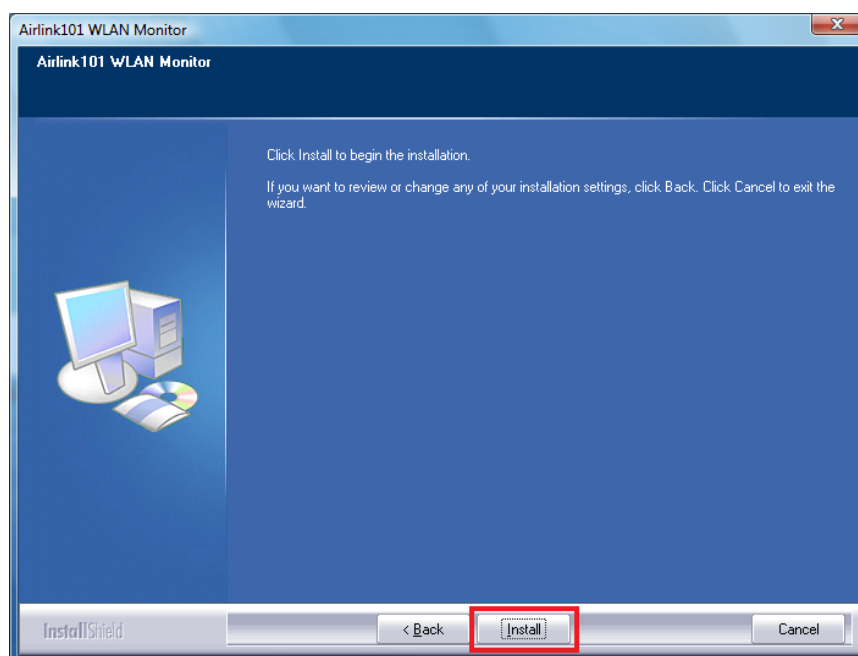 Airlink101 WLAN Monitor
Airlink101 WLAN Monitor
Click Install to begin the installation.
If you want to review or change any of your installation settings, click Back. Click Cancel to exit the
wizard.
InstallShield
< Back
Install
Cancel